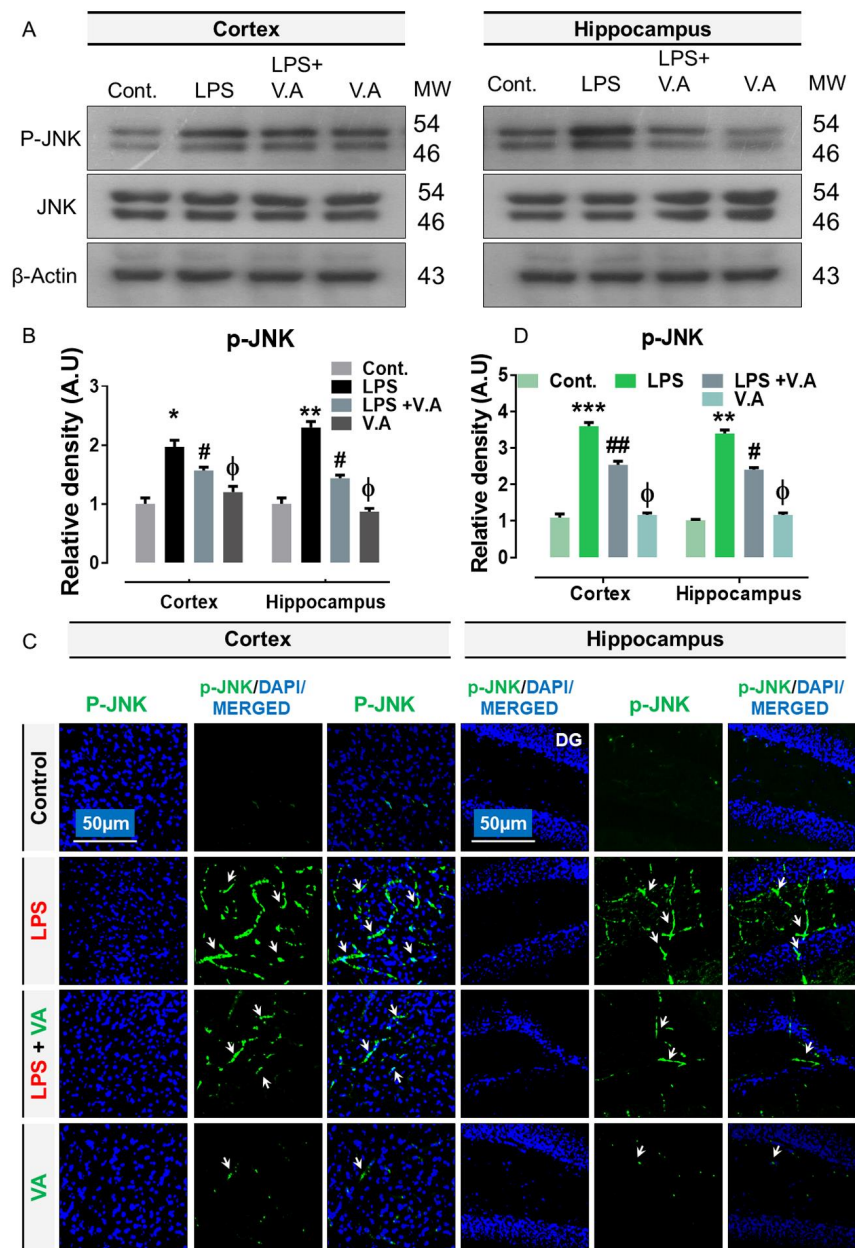 A
Cortex
Hippocampus
Cont.
LPS
LPS+
V.A
V.A
MW
Cont.
LPS
LPS+
V.A
V.A
MW
P-JNK
54
46
54
46
JNK
54
46
54
46
β-Actin
43
43
B
p-JNK
Relative density (A.U)
3
2
1
0
Cont.
LPS
LPS +V.A
V.A
*
#
ϕ
**
#
ϕ
Cortex
Hippocampus
D
p-JNK
Relative density (A.U)
5
4
3
2
1
0
Cont.
LPS
LPS +V.A
V.A
***
##
ϕ
**
#
ϕ
Cortex
Hippocampus
C
Cortex
Hippocampus
P-JNK
p-JNK/DAPI/
MERGED
P-JNK
p-JNK/DAPI/
MERGED
p-JNK
p-JNK/DAPI/
MERGED
Control
50µm
DG
50µm
LPS
LPS + VA
VA